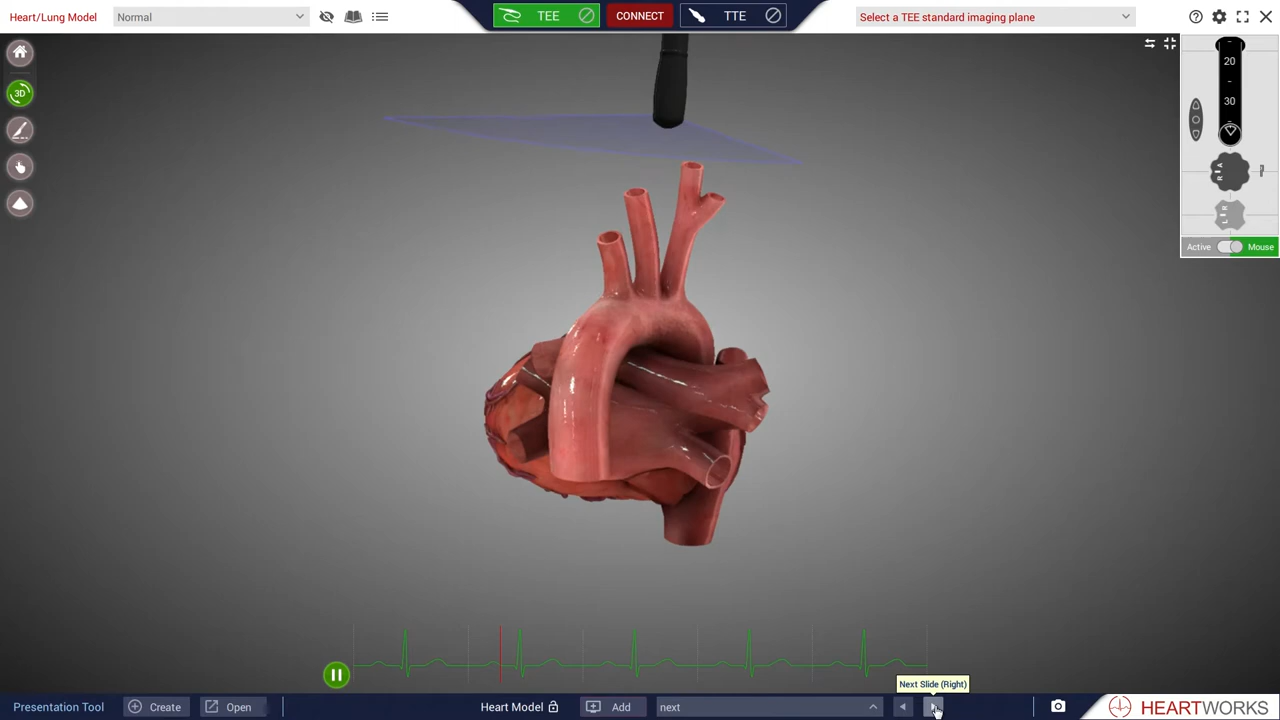 Heart/Lung Model
Normal
TEE
CONNECT
TTE
Select a TEE standard imaging plane
3D
20
30
R A
L R
Active
Mouse
Next Slide (Right)
Presentation Tool
Create
Open
Heart Model
Add
next
HEARTWORKS